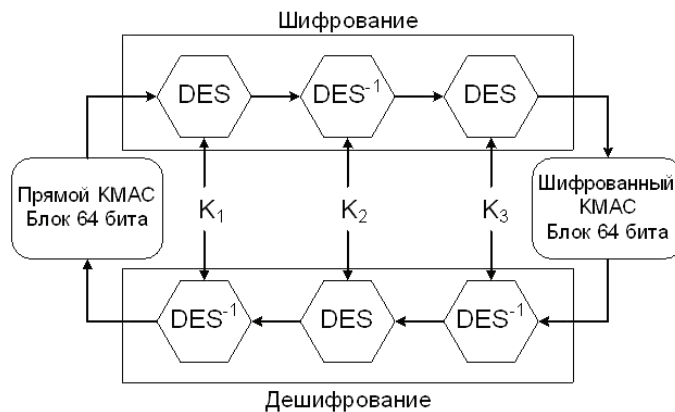 Шифрование
DES
DES⁻¹
DES
Прямой КМАС
Блок 64 бита
K₁
K₂
K₃
Шифрованный
КМАС
Блок 64 бита
DES⁻¹
DES
DES⁻¹
Дешифрование